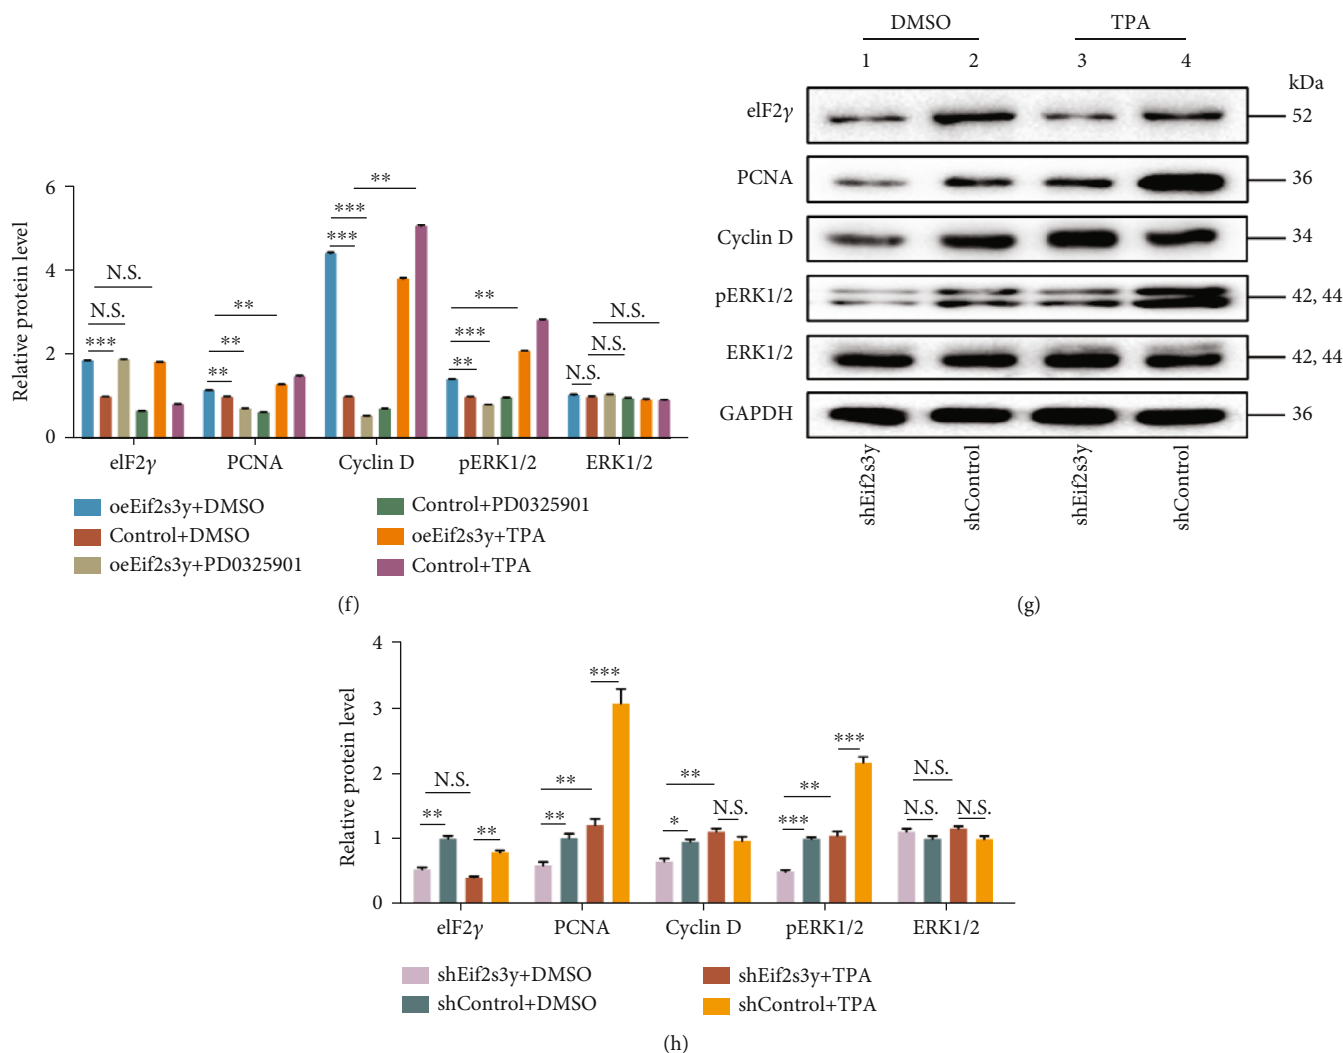 Relative protein level
6
4
2
0
**
***
***
N.S.
N.S.
***
**
**
**
**
***
**
N.S.
N.S.
N.S.
elF2γ PCNA Cyclin D pERK1/2 ERK1/2
oeEif2s3y+DMSO
Control+DMSO
oeEif2s3y+PD0325901
Control+PD0325901
oeEif2s3y+TPA
Control+TPA
(f)
DMSO TPA
1 2 3 4
kDa
elF2γ 52
PCNA 36
Cyclin D 34
pERK1/2 42, 44
ERK1/2 42, 44
GAPDH 36
shEif2s3y
shControl
shEif2s3y
shControl
(g)
Relative protein level
4
3
2
1
0
N.S.
**
**
***
**
**
**
*
N.S.
***
**
***
N.S.
N.S.
N.S.
elF2γ PCNA Cyclin D pERK1/2 ERK1/2
shEif2s3y+DMSO
shControl+DMSO
shEif2s3y+TPA
shControl+TPA
(h)